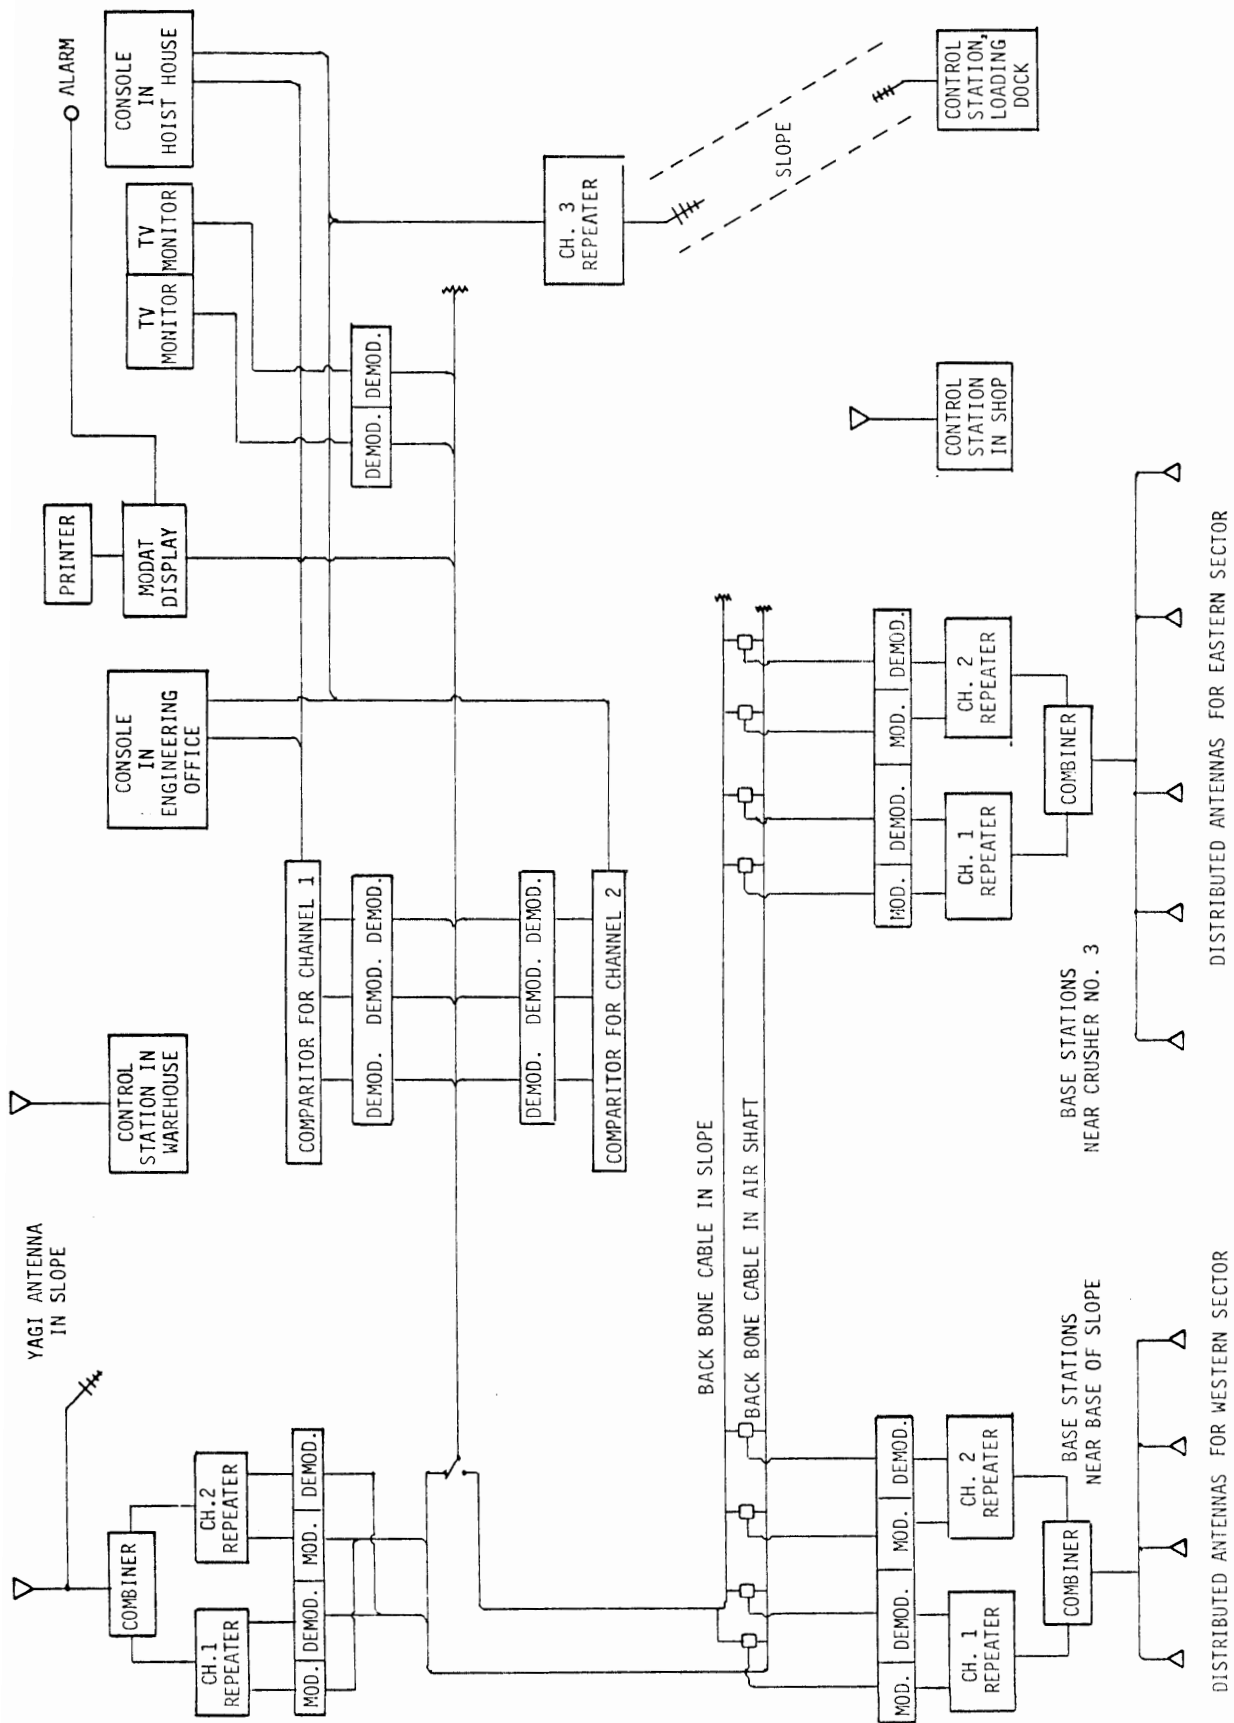 YAGI ANTENNA
IN SLOPE
COMBINER
CH.1
REPEATER
CH.2
REPEATER
MOD.
DEMOD.
MOD.
DEMOD.
CONTROL
STATION IN
WAREHOUSE
CONSOLE
IN
ENGINEERING
OFFICE
PRINTER
MODAT
DISPLAY
ALARM
TV
MONITOR
TV
MONITOR
CONSOLE
IN
HOIST HOUSE
COMPARITOR FOR CHANNEL 1
DEMOD.
DEMOD.
DEMOD.
DEMOD.
DEMOD.
DEMOD.
DEMOD.
DEMOD.
COMPARITOR FOR CHANNEL 2
CH. 3
REPEATER
SLOPE
CONTROL
STATION,
LOADING
DOCK
CONTROL
STATION
IN SHOP
BACK BONE CABLE IN SLOPE
BACK BONE CABLE IN AIR SHAFT
MOD.
DEMOD.
MOD.
DEMOD.
CH. 1
REPEATER
CH. 2
REPEATER
COMBINER
BASE STATIONS
NEAR BASE OF SLOPE
DISTRIBUTED ANTENNAS FOR WESTERN SECTOR
MOD.
DEMOD.
MOD.
DEMOD.
CH. 1
REPEATER
CH. 2
REPEATER
COMBINER
BASE STATIONS
NEAR CRUSHER NO. 3
DISTRIBUTED ANTENNAS FOR EASTERN SECTOR